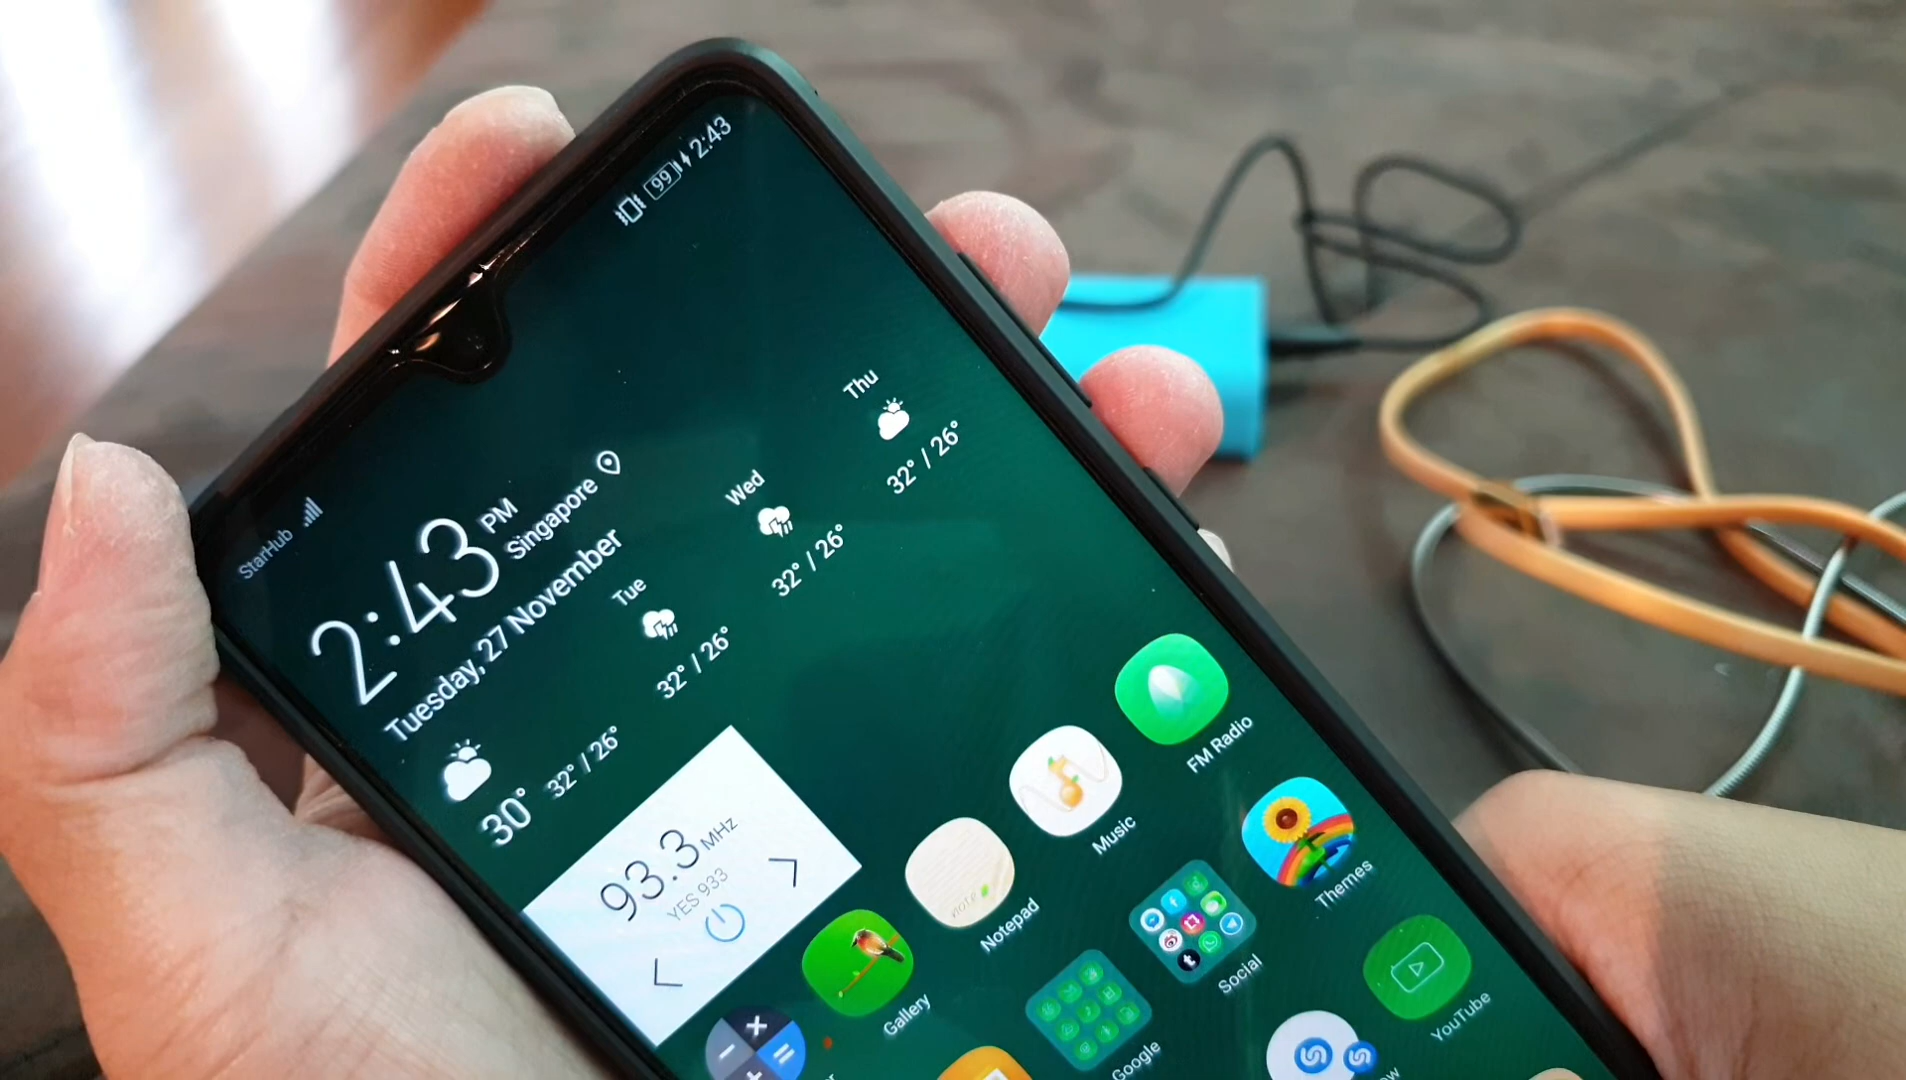 StarHub
99 2:43
2:43 PM
Singapore
Tuesday, 27 November
30° 32° / 26°
Tue
32° / 26°
Wed
32° / 26°
Thu
32° / 26°
93.3 MHz
YES 933
Gallery
Notepad
Music
FM Radio
Google
Social
Themes
YouTube